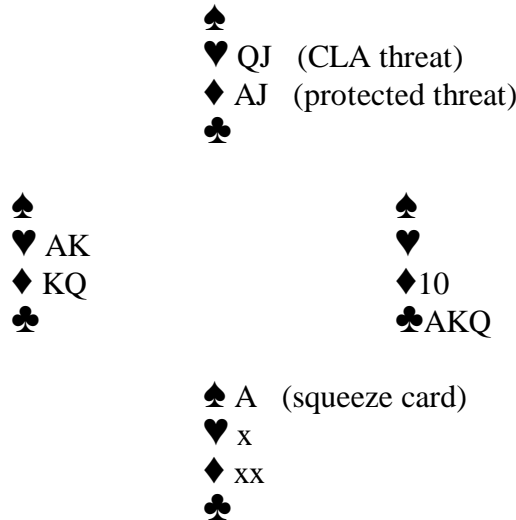 ♠
♥ QJ (CLA threat)
♦ AJ (protected threat)
♣
♠ ♠
♥ AK ♥
♦ KQ ♦10
♣ ♣AKQ
♠ A (squeeze card)
♥ x
♦ xx
♣